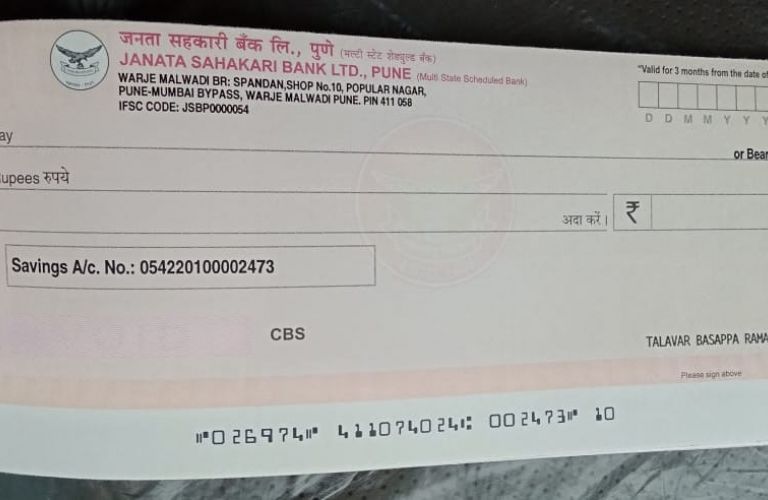 जनता सहकारी बँक लि., पुणे (मल्टी स्टेट शेड्युल्ड बँक)
JANATA SAHAKARI BANK LTD., PUNE (Multi State Scheduled Bank)
WARJE MALWADI BR: SPANDAN,SHOP No.10, POPULAR NAGAR,
PUNE-MUMBAI BYPASS, WARJE MALWADI PUNE. PIN 411 058
IFSC CODE: JSBP0000054
"Valid for 3 months from the date of
D D M M Y Y Y
ay
or Bear
upees रुपये
अदा करें। ₹
Savings A/c. No.: 054220100002473
CBS
TALAVAR BASAPPA RAMA
Please sign above
⑈026974⑈ 411074024⑆ 002473⑈ 10